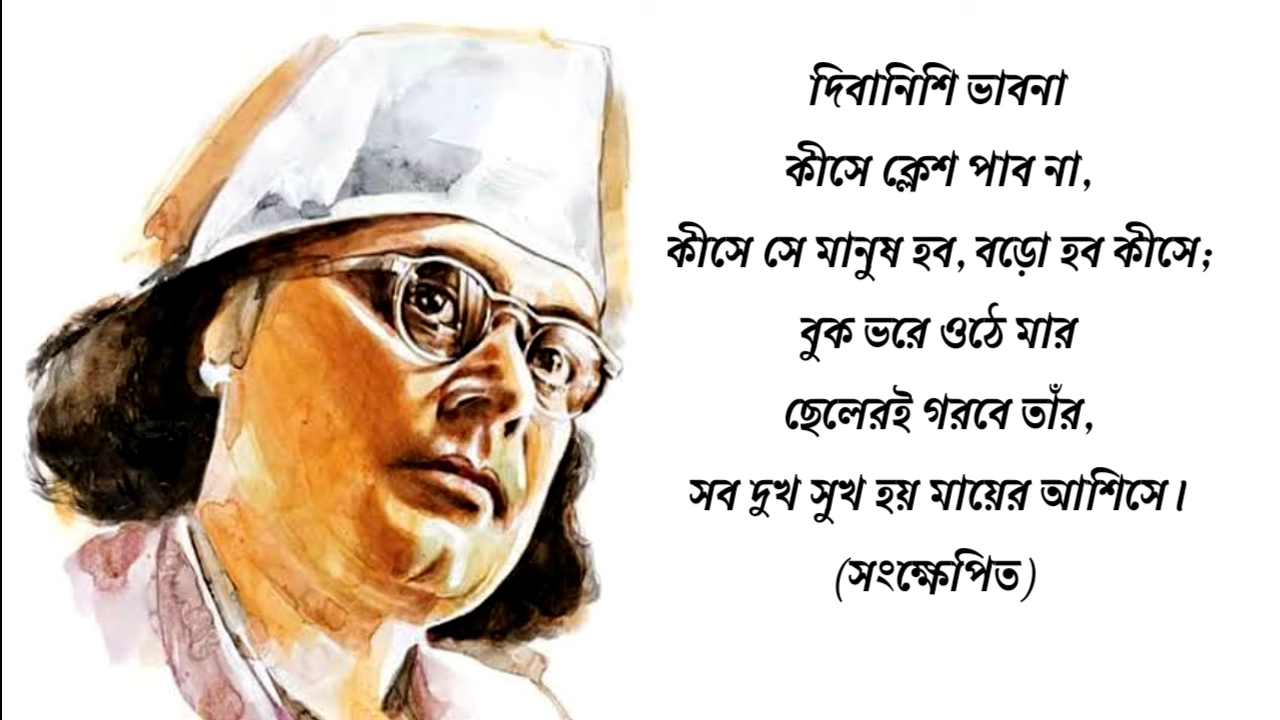 দিবানিশি ভাবনা
কীসে ক্লেশ পাব না,
কীসে সে মানুষ হব, বড়ো হব কীসে;
বুক ভরে ওঠে মার
ছেলেরই গরবে তাঁর,
সব দুখ সুখ হয় মায়ের আশিসে।
(সংক্ষেপিত)